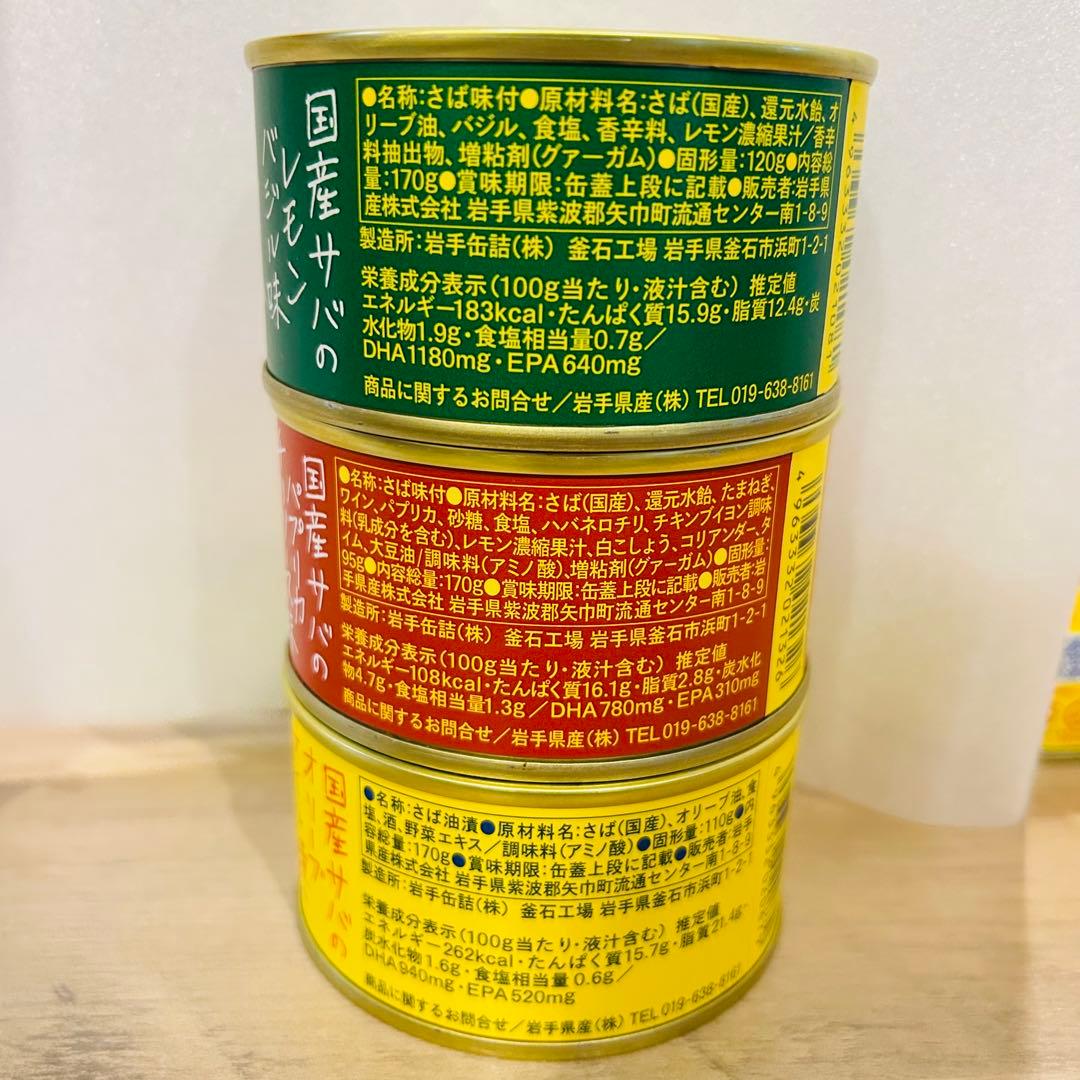 国産サバの
レモン
バジル味
●名称：さば味付●原材料名：さば（国産）、還元水飴、オ
リーブ油、バジル、食塩、香辛料、レモン濃縮果汁／香辛
料抽出物、増粘剤（グァーガム）●固形量：120g●内容総
量：170g●賞味期限：缶蓋上段に記載●販売者：岩手県
産株式会社 岩手県紫波郡矢巾町流通センター南1-8-9
製造所：岩手缶詰（株） 釜石工場 岩手県釜石市浜町1-2-1
栄養成分表示（100g当たり・液汁含む） 推定値
エネルギー183kcal・たんぱく質15.9g・脂質12.4g・炭
水化物1.9g・食塩相当量0.7g／
DHA1180mg・EPA640mg
商品に関するお問合せ／岩手県産（株） TEL019-638-8161
国産サバの
パプリカ
●名称：さば味付●原材料名：さば（国産）、還元水飴、たまねぎ、
ワイン、パプリカ、砂糖、食塩、ハバネロチリ、チキンブイヨン調味
料（乳成分を含む）、レモン濃縮果汁、白こしょう、コリアンダー、タ
イム、大豆油/調味料（アミノ酸）、増粘剤（グァーガム）●固形量：
95g●内容総量：170g●賞味期限：缶蓋上段に記載●販売者：岩
手県産株式会社 岩手県紫波郡矢巾町流通センター南1-8-9
製造所：岩手缶詰（株） 釜石工場 岩手県釜石市浜町1-2-1
栄養成分表示（100g当たり・液汁含む） 推定値
エネルギー108kcal・たんぱく質16.1g・脂質2.8g・炭水化
物4.7g・食塩相当量1.3g／DHA780mg・EPA310mg
商品に関するお問合せ／岩手県産（株） TEL019-638-8161
4 963332 021326
国産サバの
オリーブ
●名称：さば油漬●原材料名：さば（国産）、オリーブ油、食
塩、酒、野菜エキス／調味料（アミノ酸）●固形量：110g●内
容総量：170g●賞味期限：缶蓋上段に記載●販売者：岩手
県産株式会社 岩手県紫波郡矢巾町流通センター南1-8-9
製造所：岩手缶詰（株） 釜石工場 岩手県釜石市浜町1-2-1
栄養成分表示（100g当たり・液汁含む） 推定値
エネルギー262kcal・たんぱく質15.7g・脂質21.4g・
炭水化物1.6g・食塩相当量0.6g／
DHA940mg・EPA520mg
商品に関するお問合せ／岩手県産（株） TEL019-638-8161